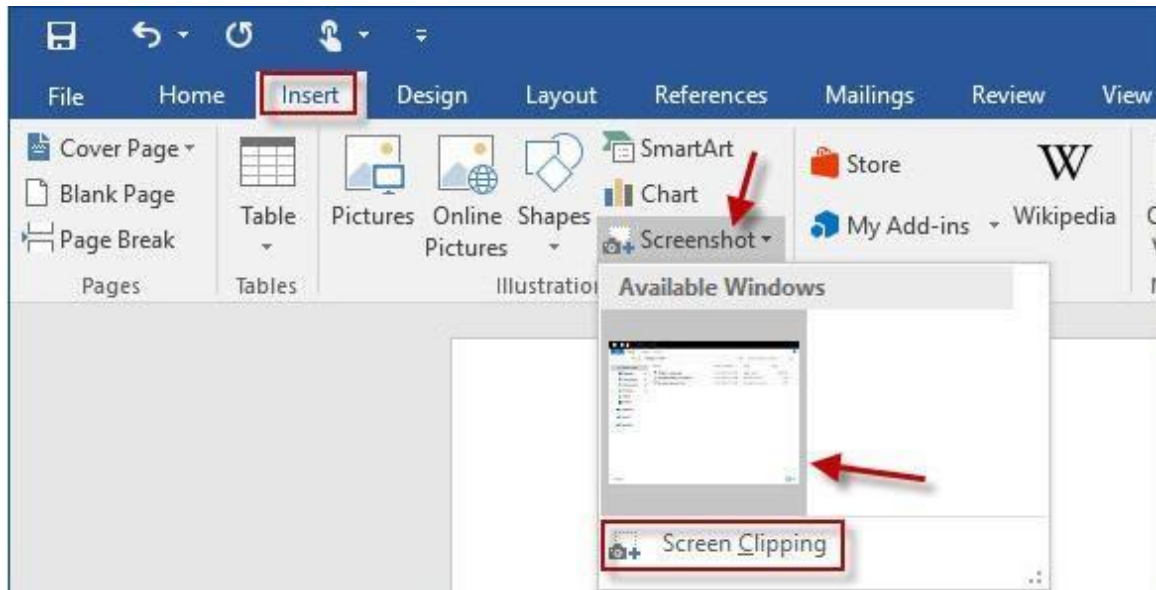 File Home Insert Design Layout References Mailings Review View
Cover Page
Blank Page
Page Break
Pages
Table
Tables
Pictures
Online
Pictures
Shapes
SmartArt
Chart
Screenshot
Illustration
Store
My Add-ins
W
Wikipedia
Available Windows
Screen Clipping